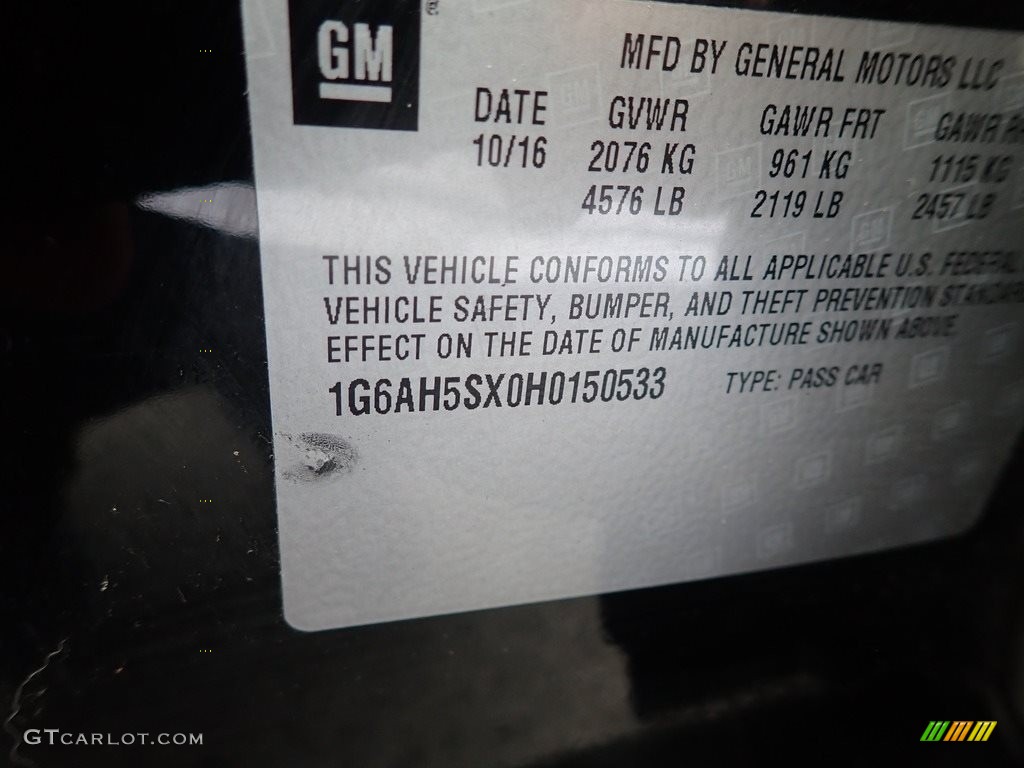 GM
MFD BY GENERAL MOTORS LLC
DATE GVWR GAWR FRT GAWR
10/16 2076 KG 961 KG 1115 KG
4576 LB 2119 LB 2457 LB
THIS VEHICLE CONFORMS TO ALL APPLICABLE U.S. FEDERAL
VEHICLE SAFETY, BUMPER, AND THEFT PREVENTION
EFFECT ON THE DATE OF MANUFACTURE SHOWN ABOVE
1G6AH5SX0H0150533 TYPE: PASS CAR
GTCARLOT.COM